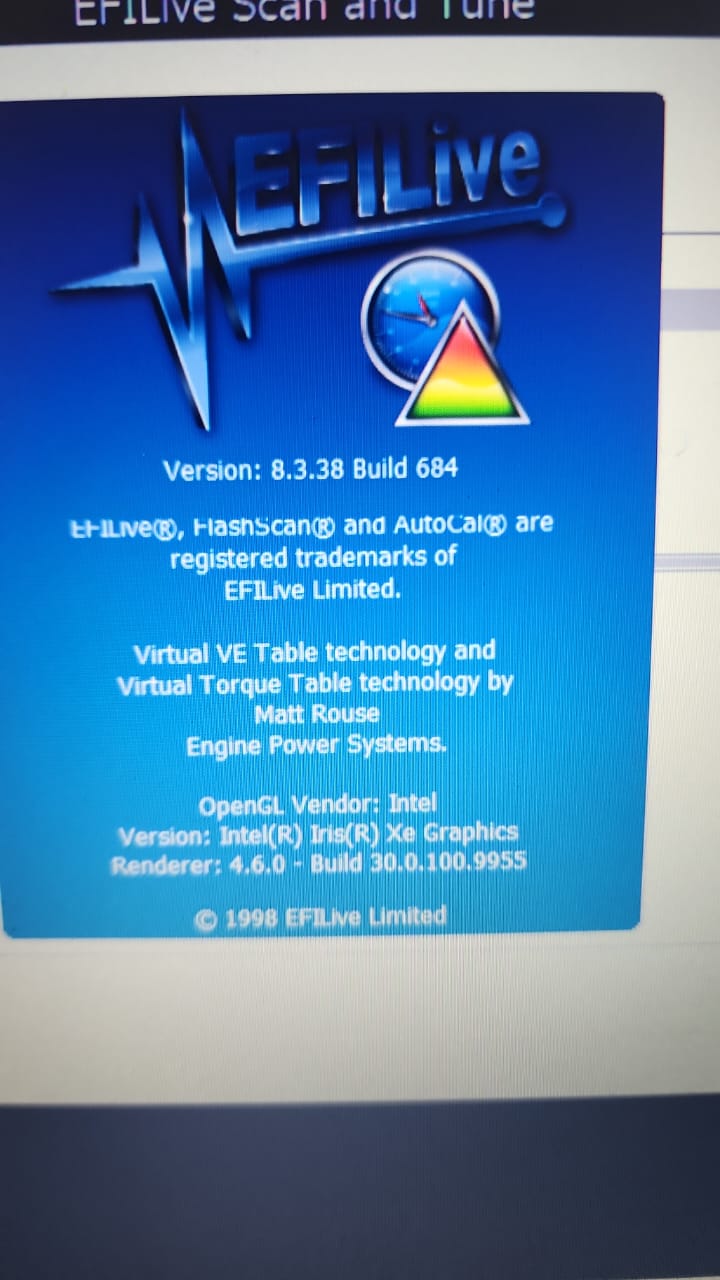 EFILive Scan and Tune
EFILive
Version: 8.3.38 Build 684
EFILive®, FlashScan® and AutoCal® are
registered trademarks of
EFILive Limited.
Virtual VE Table technology and
Virtual Torque Table technology by
Matt Rouse
Engine Power Systems.
OpenGL Vendor: Intel
Version: Intel(R) Iris(R) Xe Graphics
Renderer: 4.6.0 - Build 30.0.100.9955
© 1998 EFILive Limited